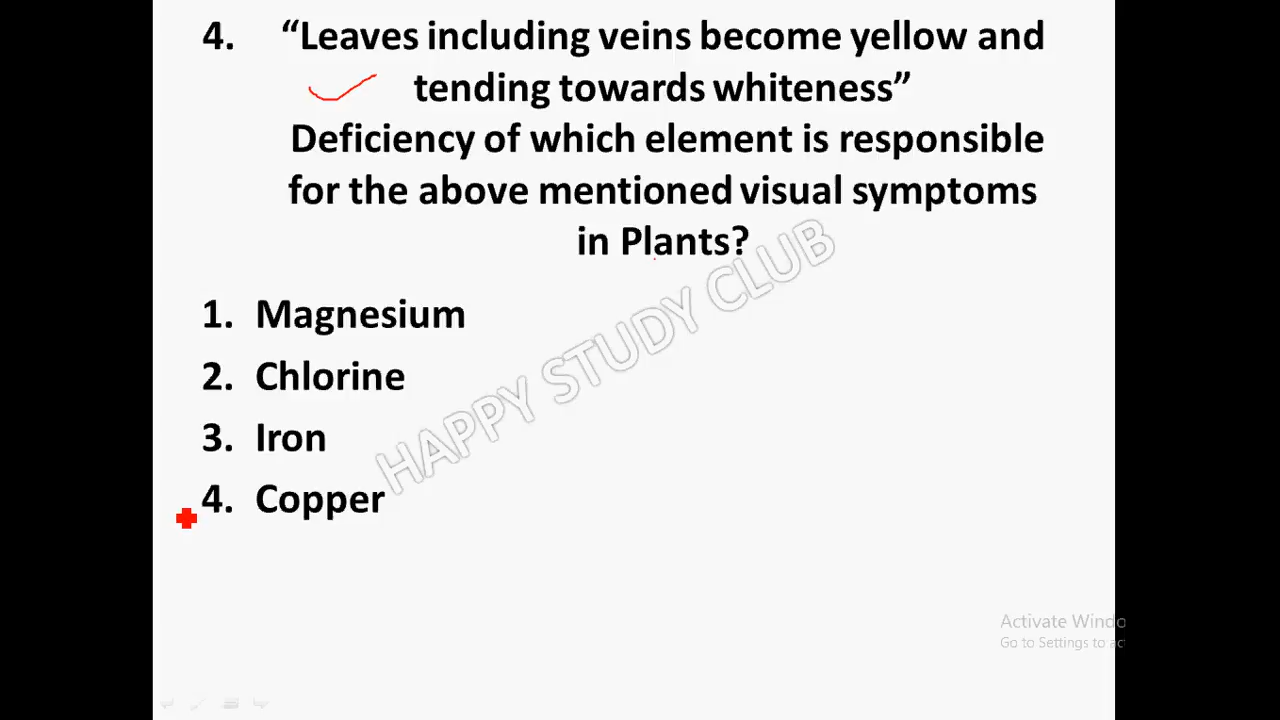 4. “Leaves including veins become yellow and
tending towards whiteness”
Deficiency of which element is responsible
for the above mentioned visual symptoms
in Plants?
1. Magnesium
2. Chlorine
3. Iron
4. Copper
HAPPY STUDY CLUB
Activate Windo
Go to Settings to ac